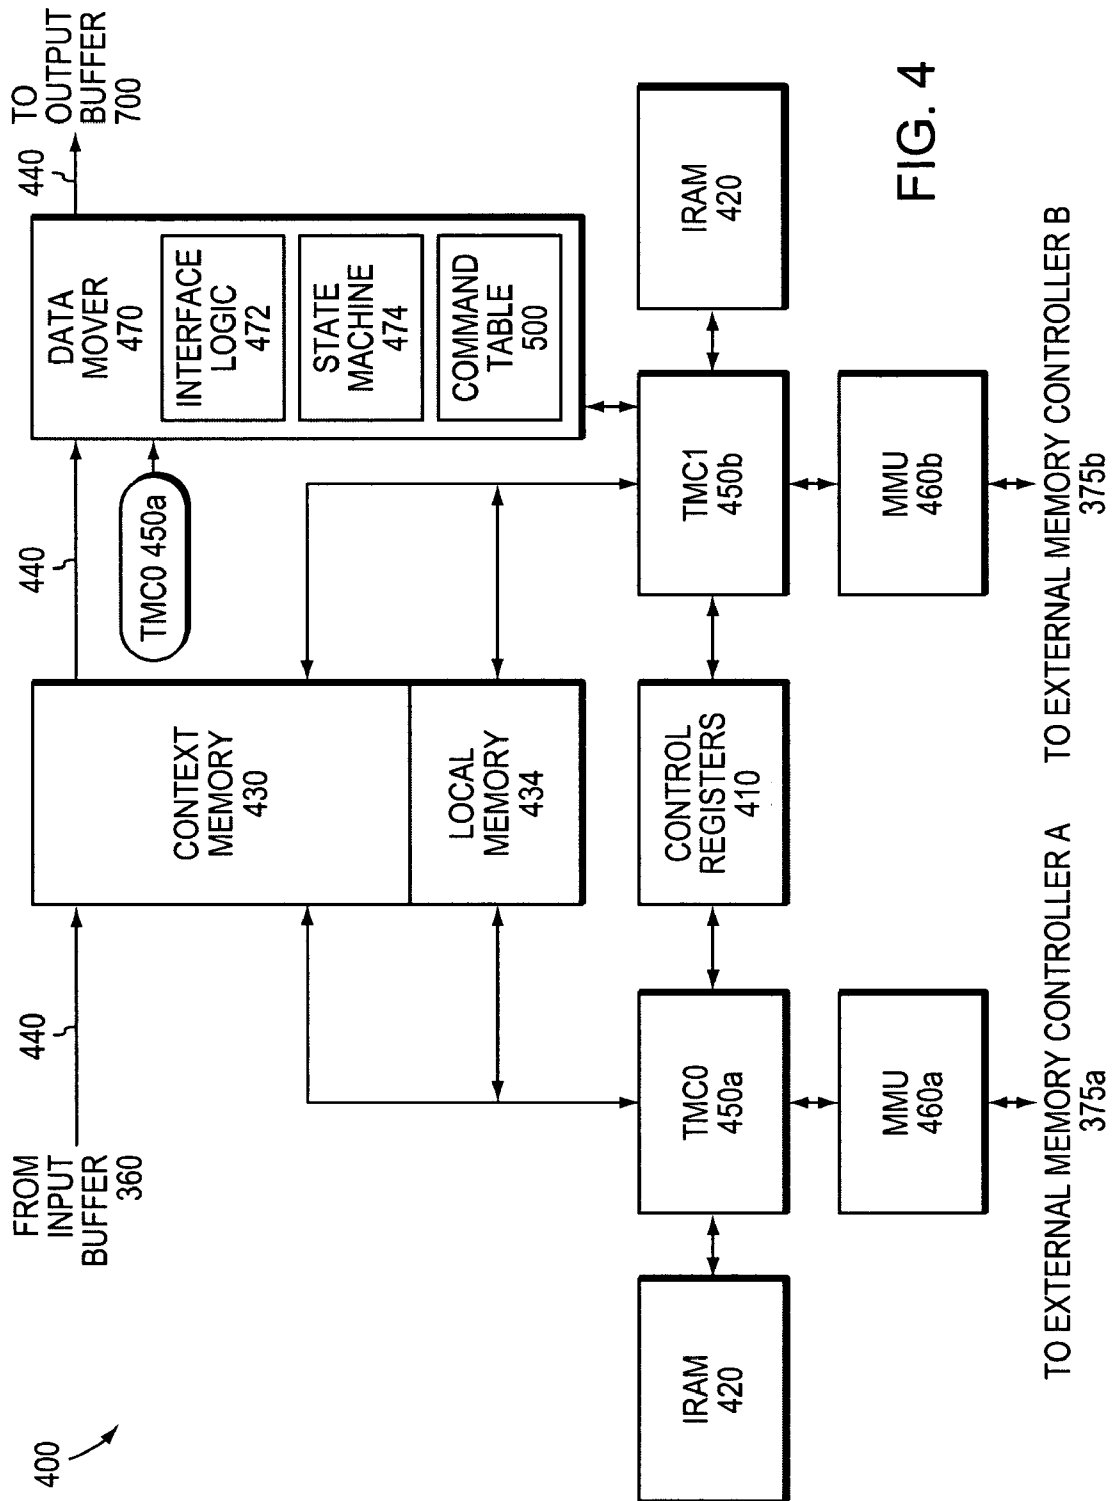 400
FROM
INPUT
BUFFER
360
440
CONTEXT
MEMORY
430
LOCAL
MEMORY
434
440
TMC0 450a
DATA
MOVER
470
INTERFACE
LOGIC
472
STATE
MACHINE
474
COMMAND
TABLE
500
440
TO
OUTPUT
BUFFER
700
IRAM
420
TMC0
450a
CONTROL
REGISTERS
410
TMC1
450b
IRAM
420
MMU
460a
MMU
460b
TO EXTERNAL MEMORY CONTROLLER A
375a
TO EXTERNAL MEMORY CONTROLLER B
375b
FIG. 4